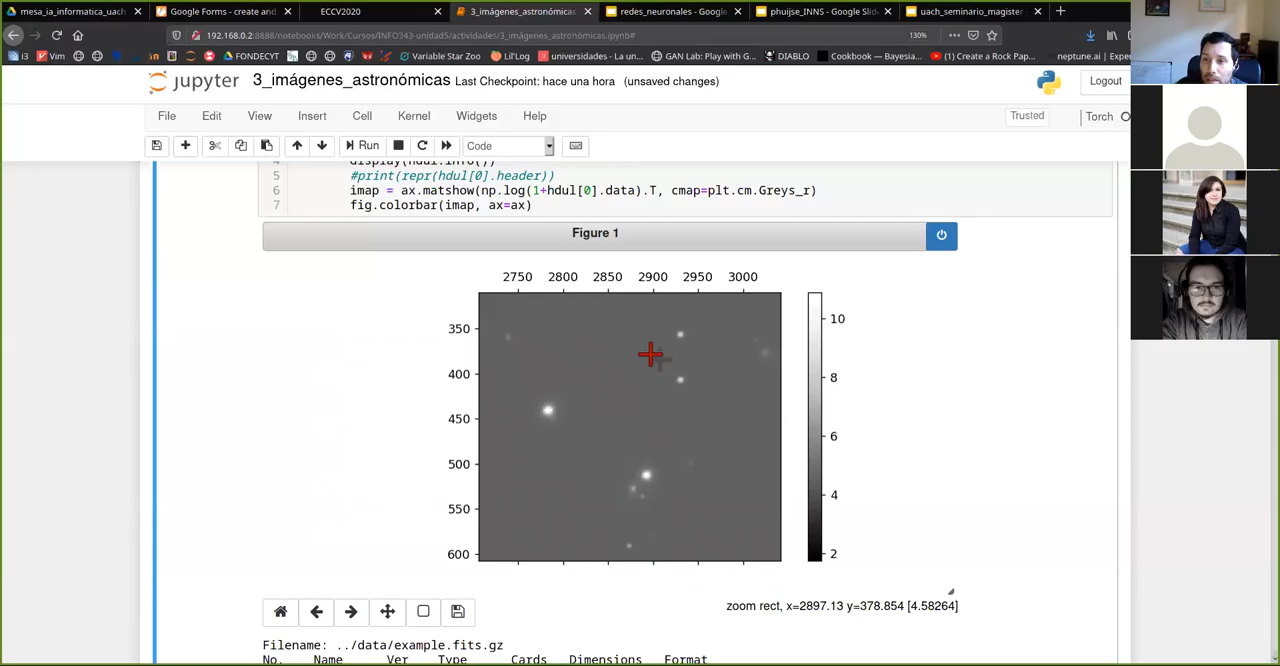 mesa_ia_informatica_uach
Google Forms - create and
ECCV2020
3_imágenes_astronómicas
redes_neuronales - Google
phuijse_INNS - Google Slide
uach_seminario_magister
192.168.0.2:8888/notebooks/Work/Cursos/INFO343-unidad5/actividades/3_imágenes_astronómicas.ipynb#
130%
i3
Vim
FONDECYT
Variable Star Zoo
Lil'Log
universidades - La un...
GAN Lab: Play with G...
DIABLO
Cookbook — Bayesia...
(1) Create a Rock Pa...
neptune.ai | Exper
jupyter
3_imágenes_astronómicas
Last Checkpoint: hace una hora
(unsaved changes)
Logout
File
Edit
View
Insert
Cell
Kernel
Widgets
Help
Trusted
Torch
Run
Code
4 display(hdul.info())
5 #print(repr(hdul[0].header))
6 imap = ax.matshow(np.log(1+hdul[0].data).T, cmap=plt.cm.Greys_r)
7 fig.colorbar(imap, ax=ax)
Figure 1
2750 2800 2850 2900 2950 3000
350
400
450
500
550
600
10
8
6
4
2
zoom rect, x=2897.13 y=378.854 [4.58264]
Filename: ../data/example.fits.gz
No. Name Ver Type Cards Dimensions Format